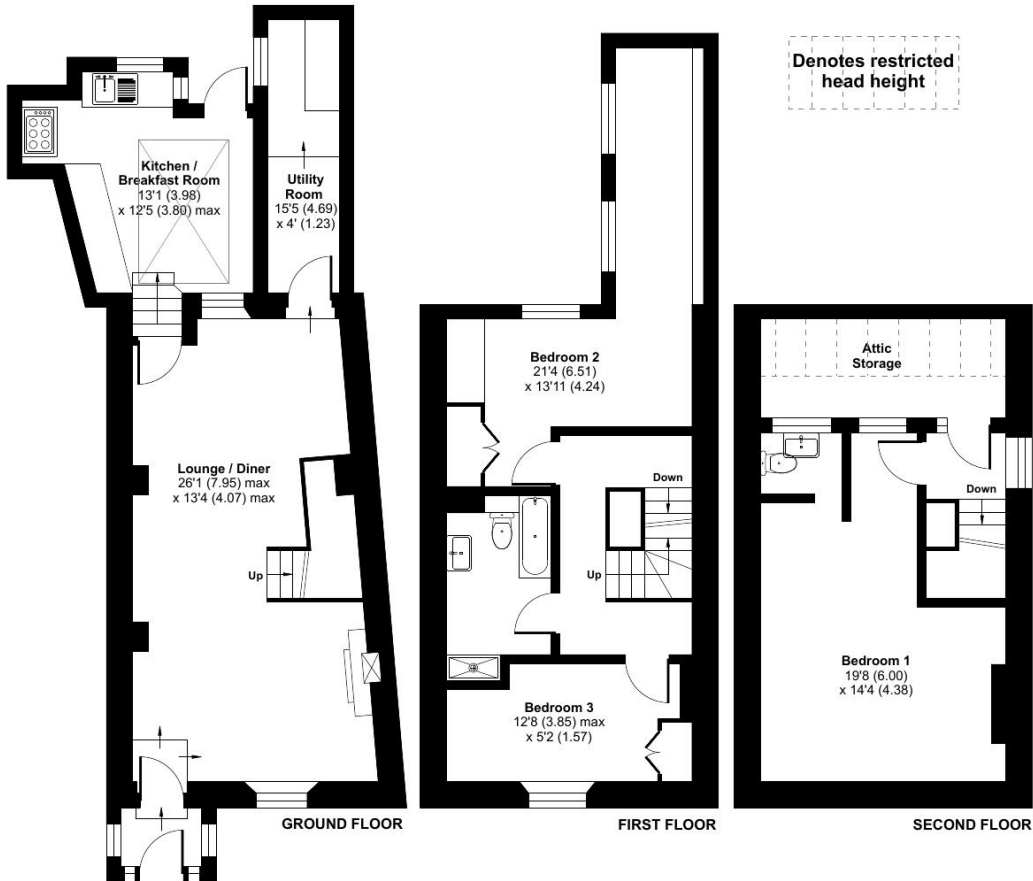 Denotes restricted
head height
Kitchen /
Breakfast Room
13'1 (3.98)
x 12'5 (3.80) max
Utility
Room
15'5 (4.69)
x 4' (1.23)
Lounge / Diner
26'1 (7.95) max
x 13'4 (4.07) max
Up
GROUND FLOOR
Bedroom 2
21'4 (6.51)
x 13'11 (4.24)
Down
Up
Bedroom 3
12'8 (3.85) max
x 5'2 (1.57)
FIRST FLOOR
Attic
Storage
Down
Bedroom 1
19'8 (6.00)
x 14'4 (4.38)
SECOND FLOOR